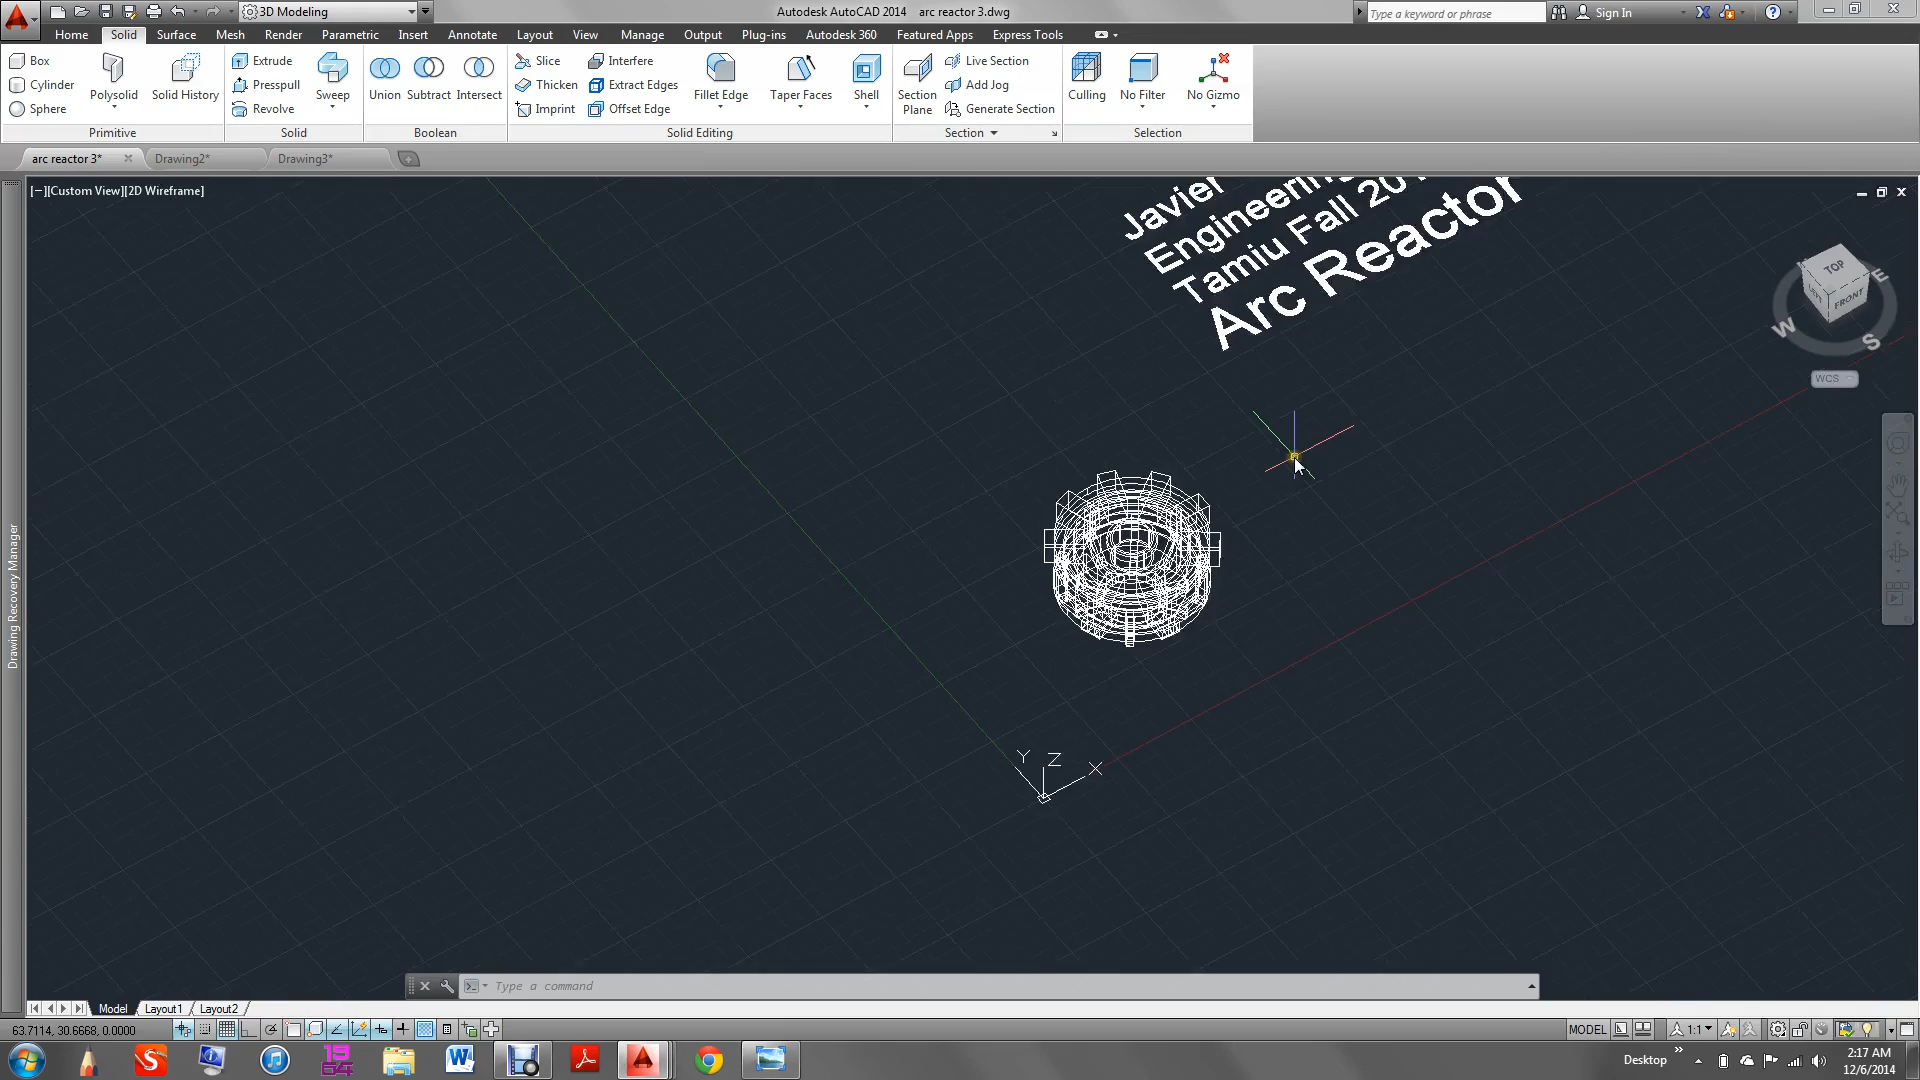 3D Modeling
Autodesk AutoCAD 2014 arc reactor 3.dwg
Type a keyword or phrase
Sign In
Home Solid Surface Mesh Render Parametric Insert Annotate Layout View Manage Output Plug-ins Autodesk 360 Featured Apps Express Tools
Box
Cylinder
Sphere
Polysolid
Solid History
Primitive
Extrude
Presspull
Revolve
Sweep
Solid
Union
Subtract
Intersect
Boolean
Slice
Thicken
Imprint
Interfere
Extract Edges
Offset Edge
Fillet Edge
Taper Faces
Shell
Solid Editing
Section
Plane
Live Section
Add Jog
Generate Section
Section
Culling
No Filter
No Gizmo
Selection
arc reactor 3*
Drawing2*
Drawing3*
[−][Custom View][2D Wireframe]
Javier
Engineering
Tamiu Fall
Arc Reactor
TOP
FRONT
E
W
S
WCS
Drawing Recovery Manager
Y Z X
Type a command
Model Layout1 Layout2
63.7114, 30.6668, 0.0000
MODEL
1:1
Desktop
2:17 AM
12/6/2014